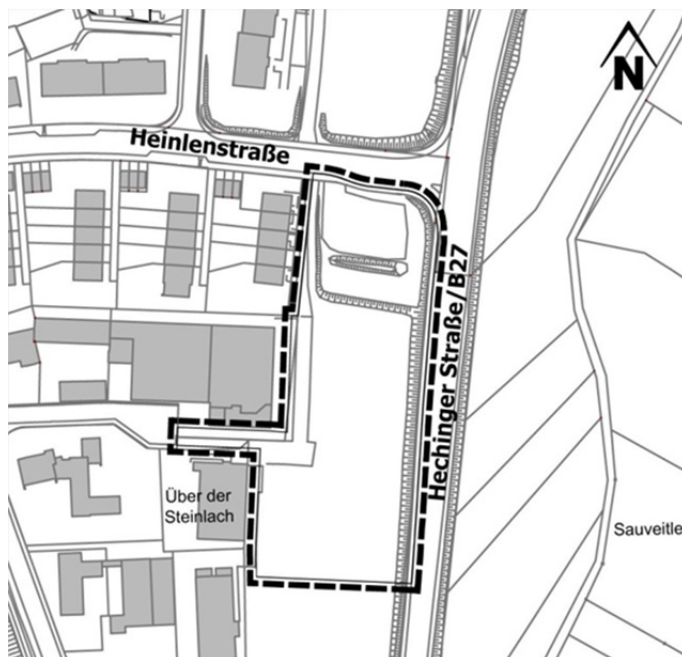 N
Heinlenstraße
Hechinger Straße/B27
Über der
Steinlach
Sauveitle